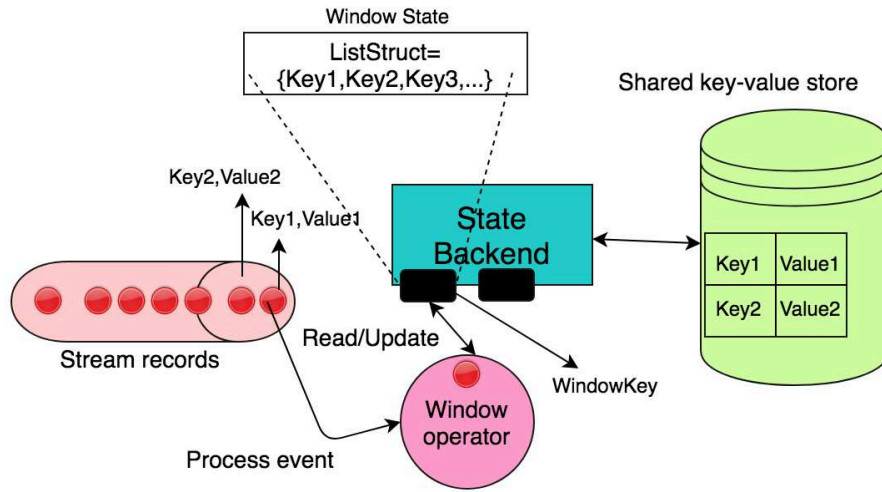 Window State
ListStruct=
{Key1,Key2,Key3,...}
Shared key-value store
Key2,Value2
Key1,Value1
State
Backend
Key1 Value1
Key2 Value2
Stream records
Read/Update
WindowKey
Window
operator
Process event